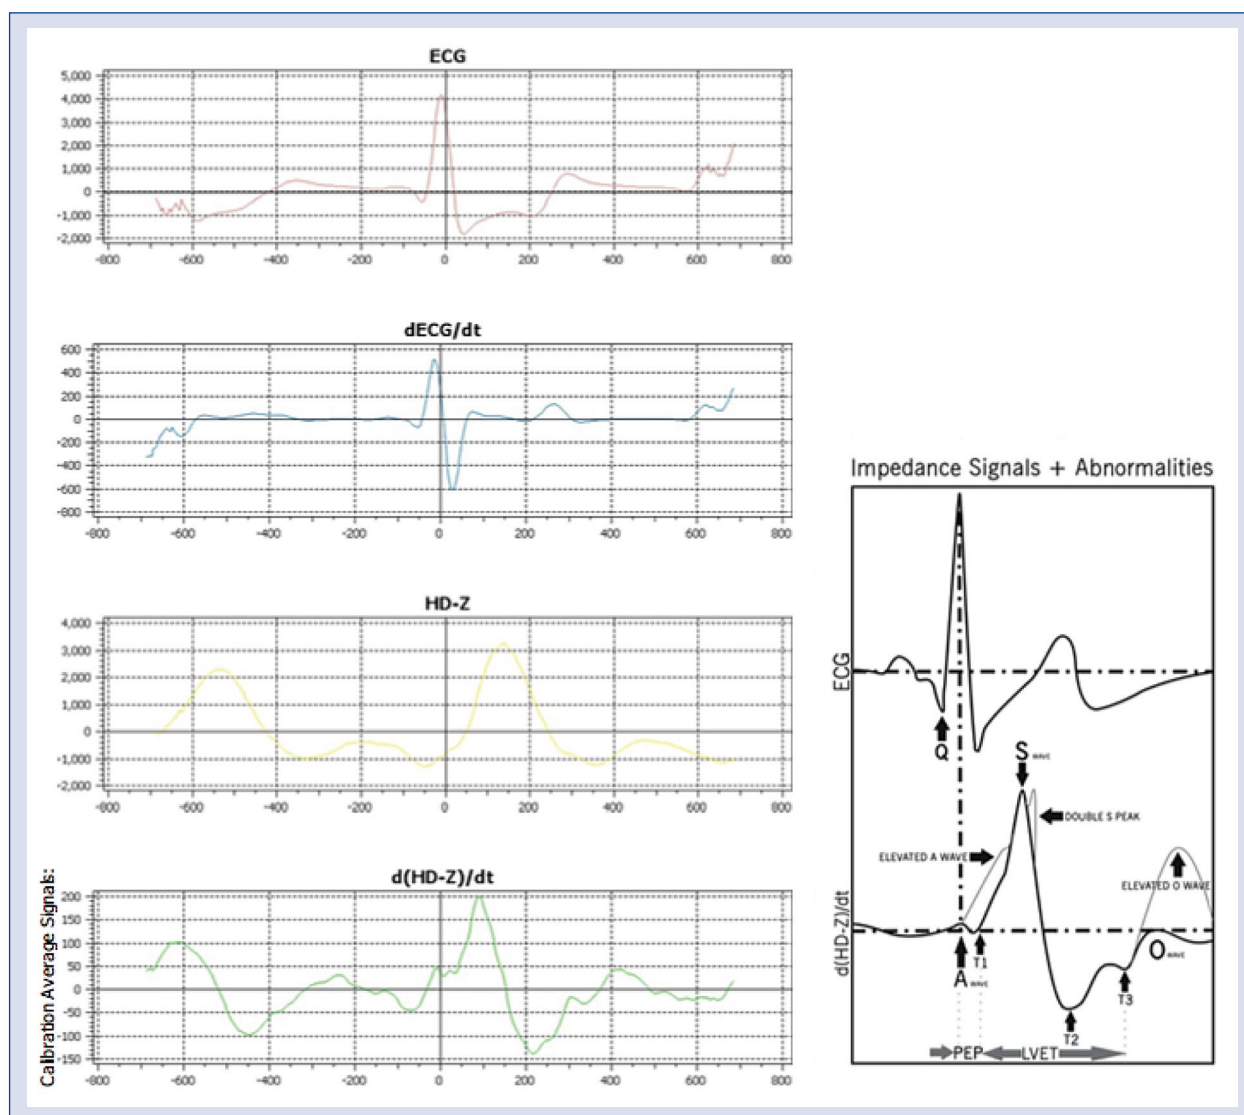 ECG
5,000
4,000
3,000
2,000
1,000
0
-1,000
-2,000
-800 -600 -400 -200 0 200 400 600 800
dECG/dt
600
400
200
0
-200
-400
-600
-800
-800 -600 -400 -200 0 200 400 600 800
HD-Z
4,000
3,000
2,000
1,000
0
-1,000
-2,000
-800 -600 -400 -200 0 200 400 600 800
Calibration Average Signals:
d(HD-Z)/dt
200
150
100
50
0
-50
-100
-150
-800 -600 -400 -200 0 200 400 600 800
Impedance Signals + Abnormalities
ECG
Q
S WAVE
DOUBLE S PEAK
ELEVATED A WAVE
ELEVATED O WAVE
d(HD-Z)/dt
A WAVE
T1
O WAVE
T3
T2
PEP LVET